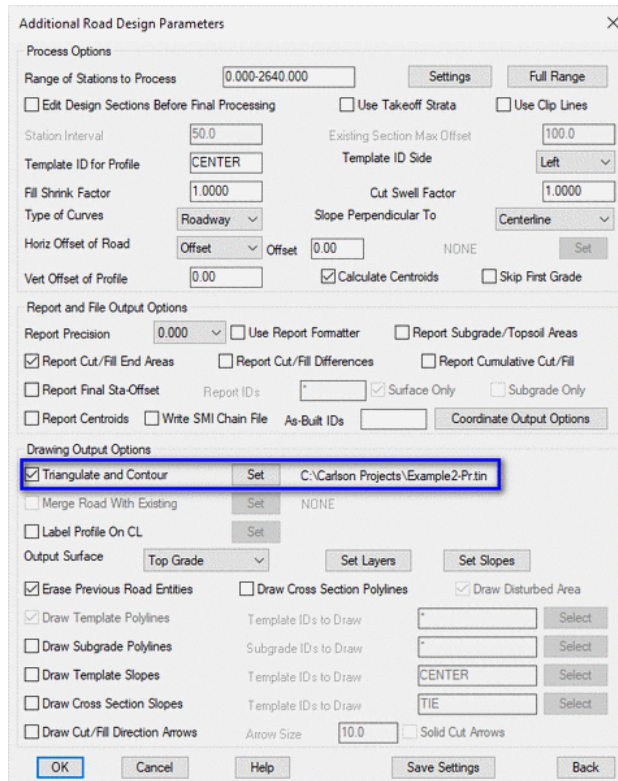 Additional Road Design Parameters
Process Options
Range of Stations to Process 0.000-2640.000 Settings Full Range
Edit Design Sections Before Final Processing Use Takeoff Strata Use Clip Lines
Station Interval 50.0 Existing Section Max Offset 100.0
Template ID for Profile CENTER Template ID Side Left
Fill Shrink Factor 1.0000 Cut Swell Factor 1.0000
Type of Curves Roadway Slope Perpendicular To Centerline
Horiz Offset of Road Offset Offset 0.00 NONE Set
Vert Offset of Profile 0.00 Calculate Centroids Skip First Grade
Report and File Output Options
Report Precision 0.000 Use Report Formatter Report Subgrade/Topsoil Areas
Report Cut/Fill End Areas Report Cut/Fill Differences Report Cumulative Cut/Fill
Report Final Sta-Offset Report IDs * Surface Only Subgrade Only
Report Centroids Write SMI Chain File As-Built IDs Coordinate Output Options
Drawing Output Options
Triangulate and Contour Set C:\Carlson Projects\Example2-Pr.tin
Merge Road With Existing Set NONE
Label Profile On CL Set
Output Surface Top Grade Set Layers Set Slopes
Erase Previous Road Entities Draw Cross Section Polylines Draw Disturbed Area
Draw Template Polylines Template IDs to Draw * Select
Draw Subgrade Polylines Subgrade IDs to Draw * Select
Draw Template Slopes Template IDs to Draw CENTER Select
Draw Cross Section Slopes Template IDs to Draw TIE Select
Draw Cut/Fill Direction Arrows Arrow Size 10.0 Solid Cut Arrows
OK Cancel Help Save Settings Back